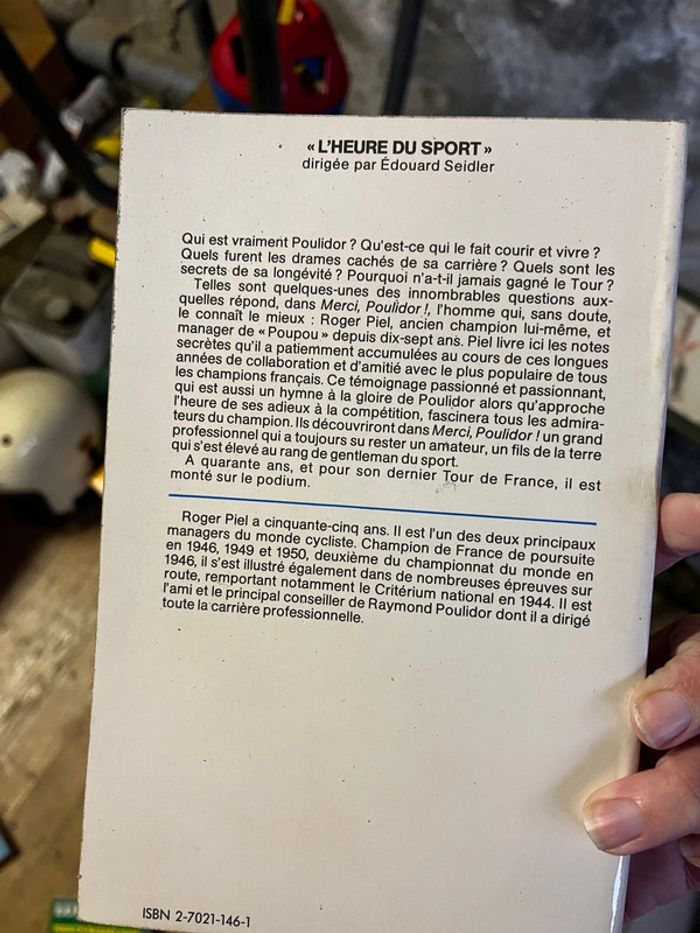 « L'HEURE DU SPORT »
dirigée par Édouard Seidler
Qui est vraiment Poulidor ? Qu'est-ce qui le fait courir et vivre ?
Quels furent les drames cachés de sa carrière ? Quels sont les
secrets de sa longévité ? Pourquoi n'a-t-il jamais gagné le Tour ?
Telles sont quelques-unes des innombrables questions aux-
quelles répond, dans Merci, Poulidor !, l'homme qui, sans doute,
le connaît le mieux : Roger Piel, ancien champion lui-même, et
manager de « Poupou » depuis dix-sept ans. Piel livre ici les notes
secrètes qu'il a patiemment accumulées au cours de ces longues
années de collaboration et d'amitié avec le plus populaire de tous
les champions français. Ce témoignage passionné et passionnant,
qui est aussi un hymne à la gloire de Poulidor alors qu'approche
l'heure de ses adieux à la compétition, fascinera tous les admira-
teurs du champion. Ils découvriront dans Merci, Poulidor ! un grand
professionnel qui a toujours su rester un amateur, un fils de la terre
qui s'est élevé au rang de gentleman du sport.
A quarante ans, et pour son dernier Tour de France, il est
monté sur le podium.
Roger Piel a cinquante-cinq ans. Il est l'un des deux principaux
managers du monde cycliste. Champion de France de poursuite
en 1946, 1949 et 1950, deuxième du championnat du monde en
1946, il s'est illustré également dans de nombreuses épreuves sur
route, remportant notamment le Critérium national en 1944. Il est
l'ami et le principal conseiller de Raymond Poulidor dont il a dirigé
toute la carrière professionnelle.
ISBN 2-7021-146-1